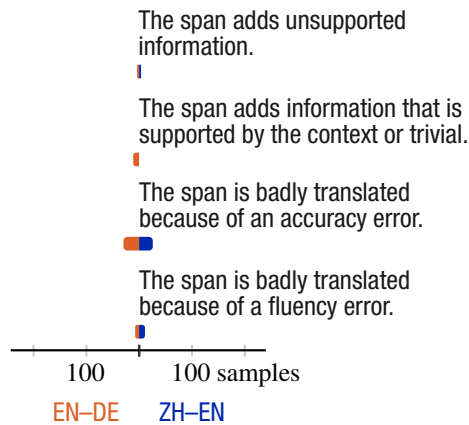 The span adds unsupported
information.
The span adds information that is
supported by the context or trivial.
The span is badly translated
because of an accuracy error.
The span is badly translated
because of a fluency error.
100 100 samples
EN–DE ZH–EN